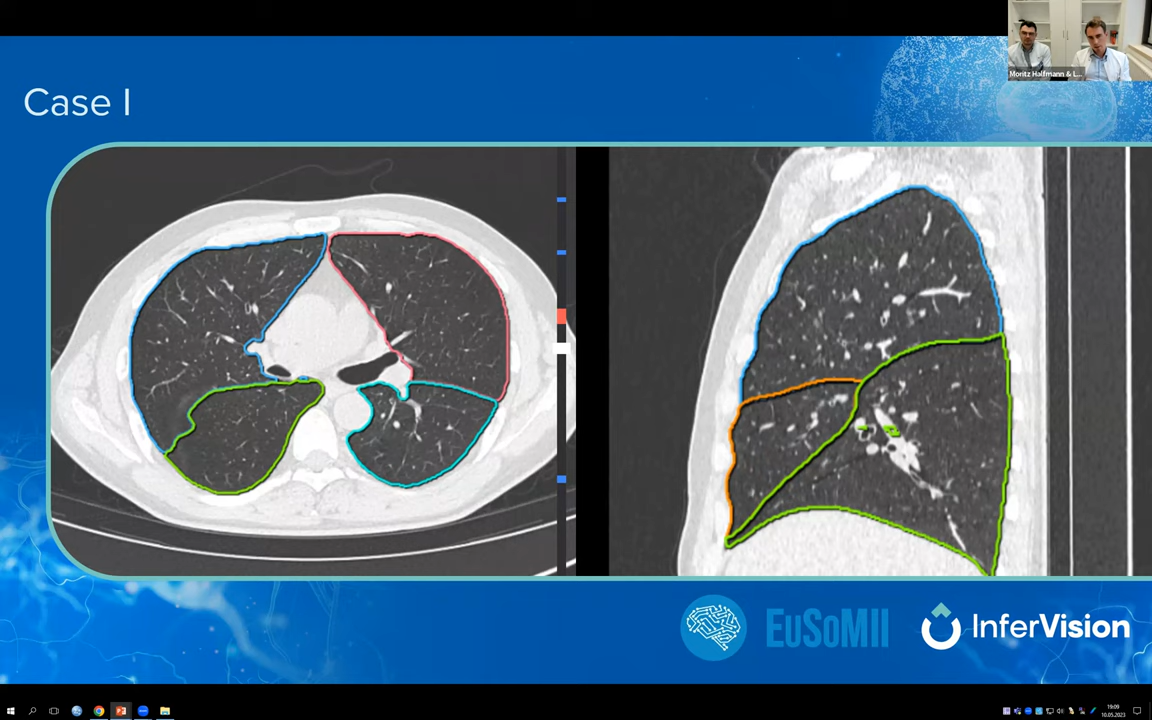 Moritz Halfmann & L...
Case I
EuSoMII
InferVision
19:09
10.05.2023